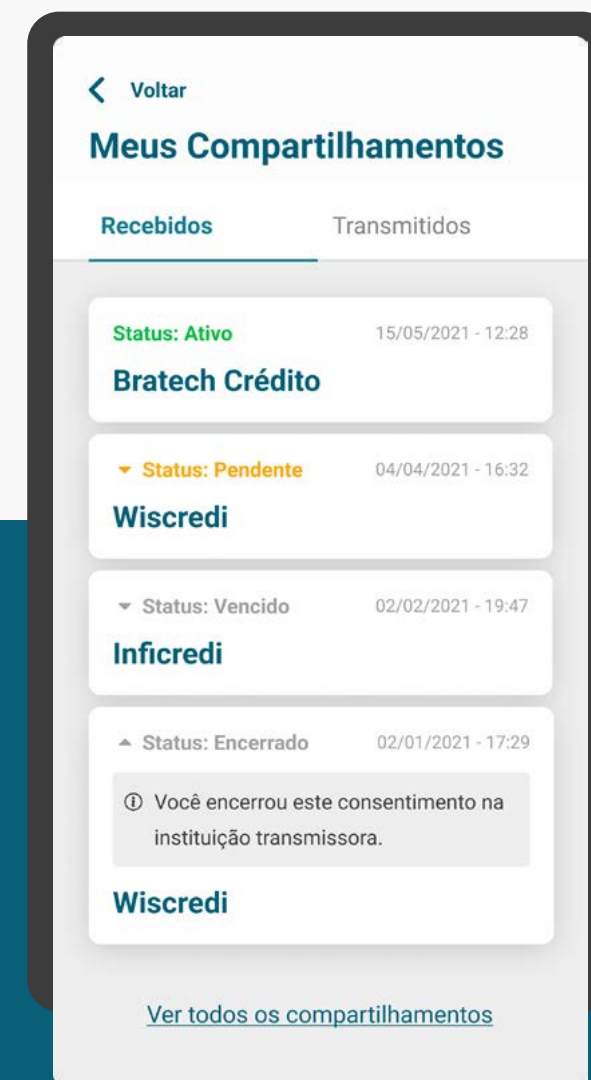 Voltar
Meus Compartilhamentos
Recebidos Transmitidos
Status: Ativo 15/05/2021 - 12:28
Bratech Crédito
Status: Pendente 04/04/2021 - 16:32
Wiscredi
Status: Vencido 02/02/2021 - 19:47
Inficredi
Status: Encerrado 02/01/2021 - 17:29
Você encerrou este consentimento na
instituição transmissora.
Wiscredi
Ver todos os compartilhamentos